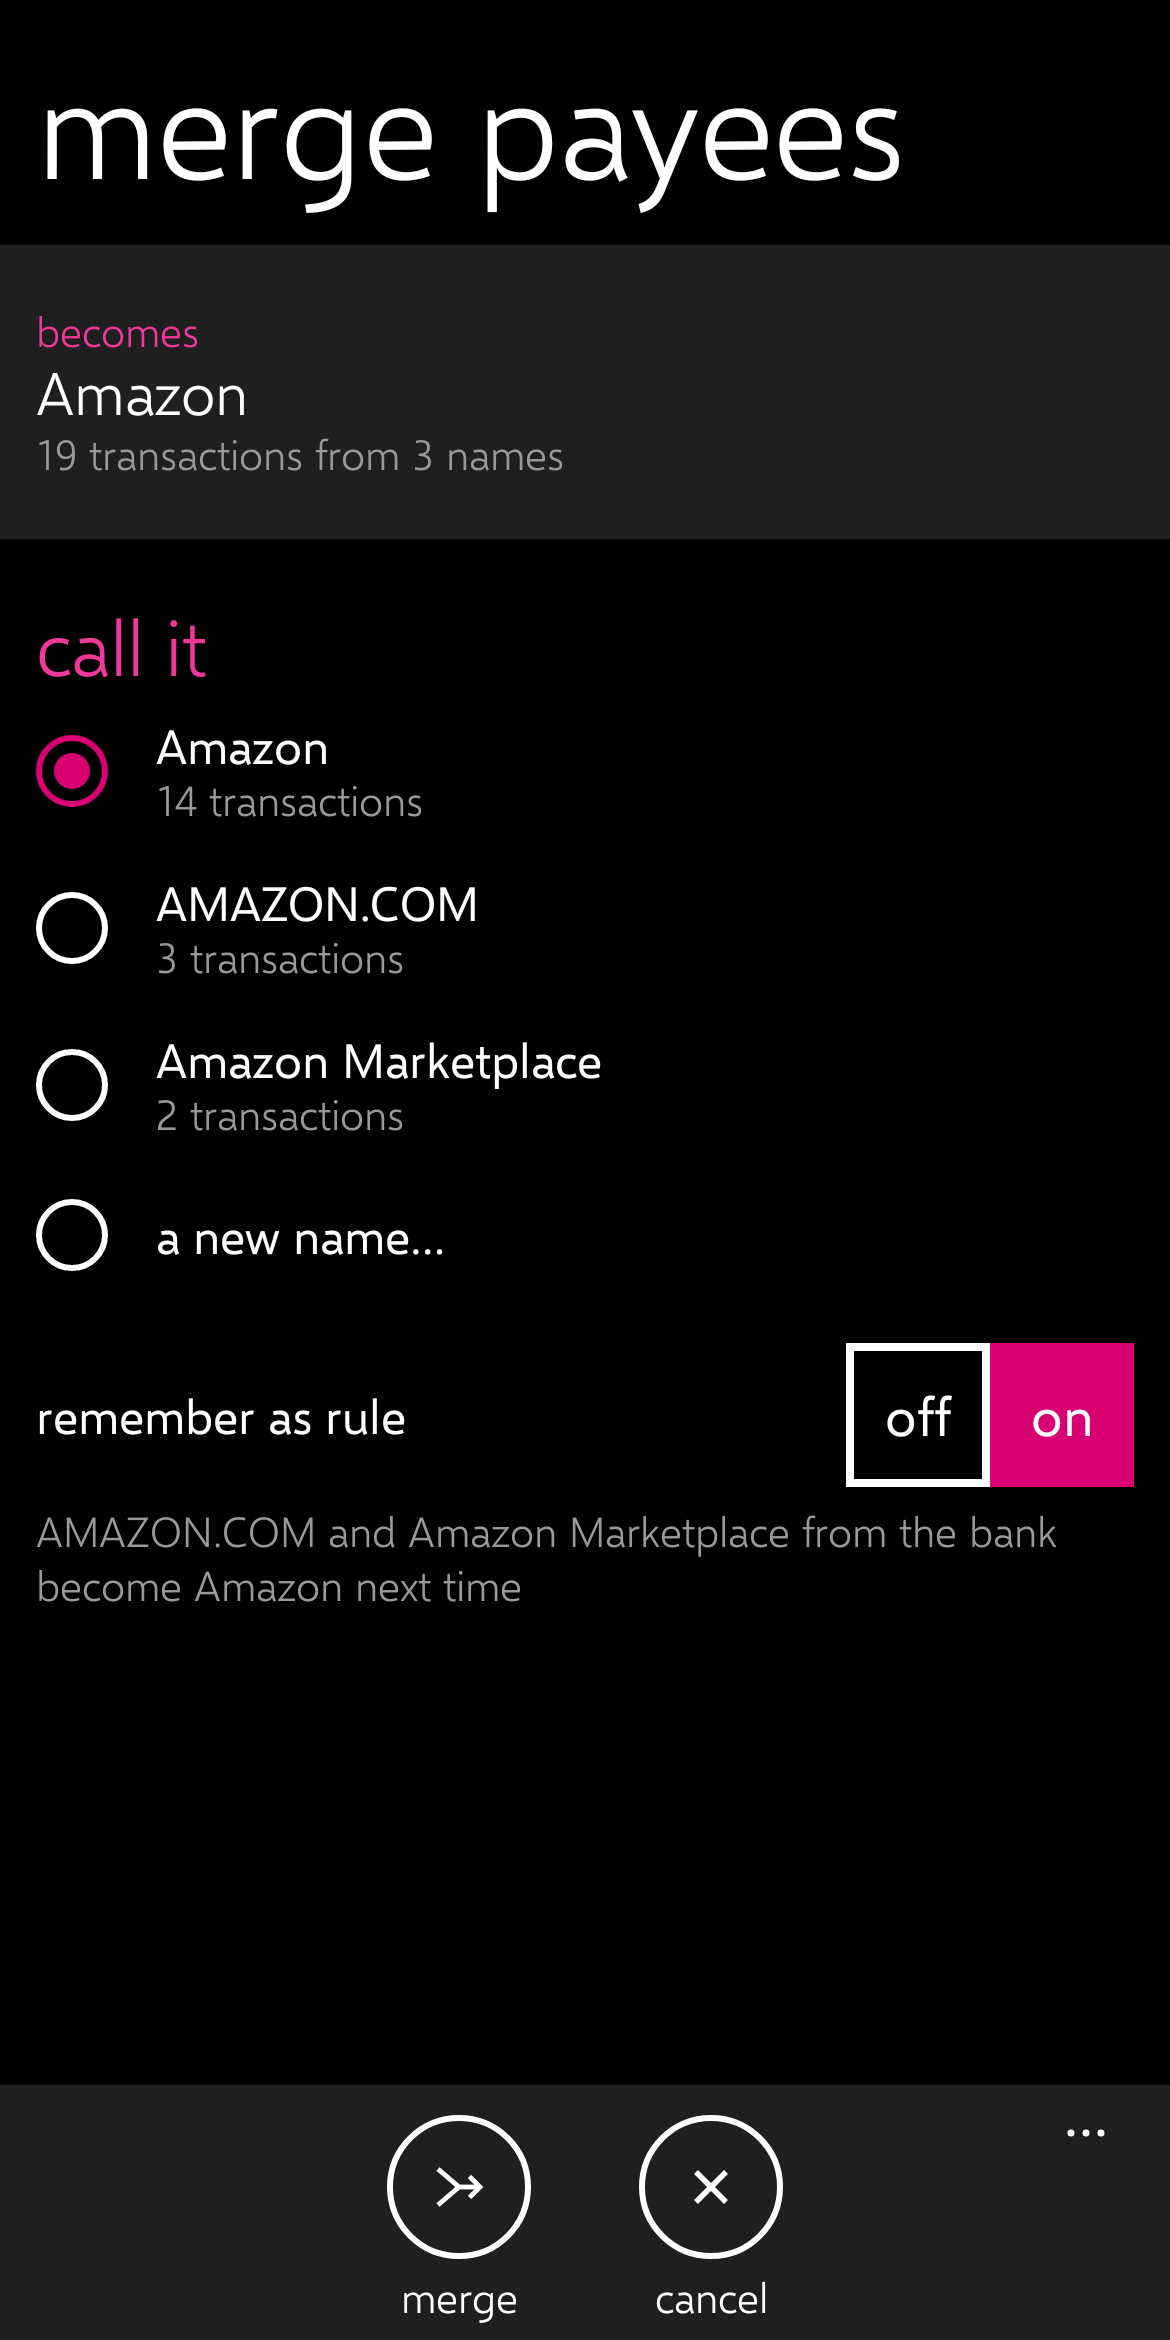 merge payees
becomes
Amazon
19 transactions from 3 names
call it
Amazon
14 transactions
AMAZON.COM
3 transactions
Amazon Marketplace
2 transactions
a new name...
remember as rule
off on
AMAZON.COM and Amazon Marketplace from the bank
become Amazon next time
merge cancel